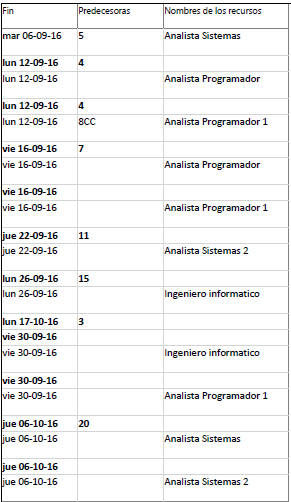 Fin Predecesoras Nombres de los recursos
mar 06-09-16 5 Analista Sistemas
lun 12-09-16 4
lun 12-09-16 Analista Programador
lun 12-09-16 4
lun 12-09-16 8CC Analista Programador 1
vie 16-09-16 7
vie 16-09-16 Analista Programador
vie 16-09-16
vie 16-09-16 Analista Programador 1
jue 22-09-16 11
jue 22-09-16 Analista Sistemas 2
lun 26-09-16 15
lun 26-09-16 Ingeniero informatico
lun 17-10-16 3
vie 30-09-16
vie 30-09-16 Ingeniero informatico
vie 30-09-16
vie 30-09-16 Analista Programador 1
jue 06-10-16 20
jue 06-10-16 Analista Sistemas
jue 06-10-16
jue 06-10-16 Analista Sistemas 2